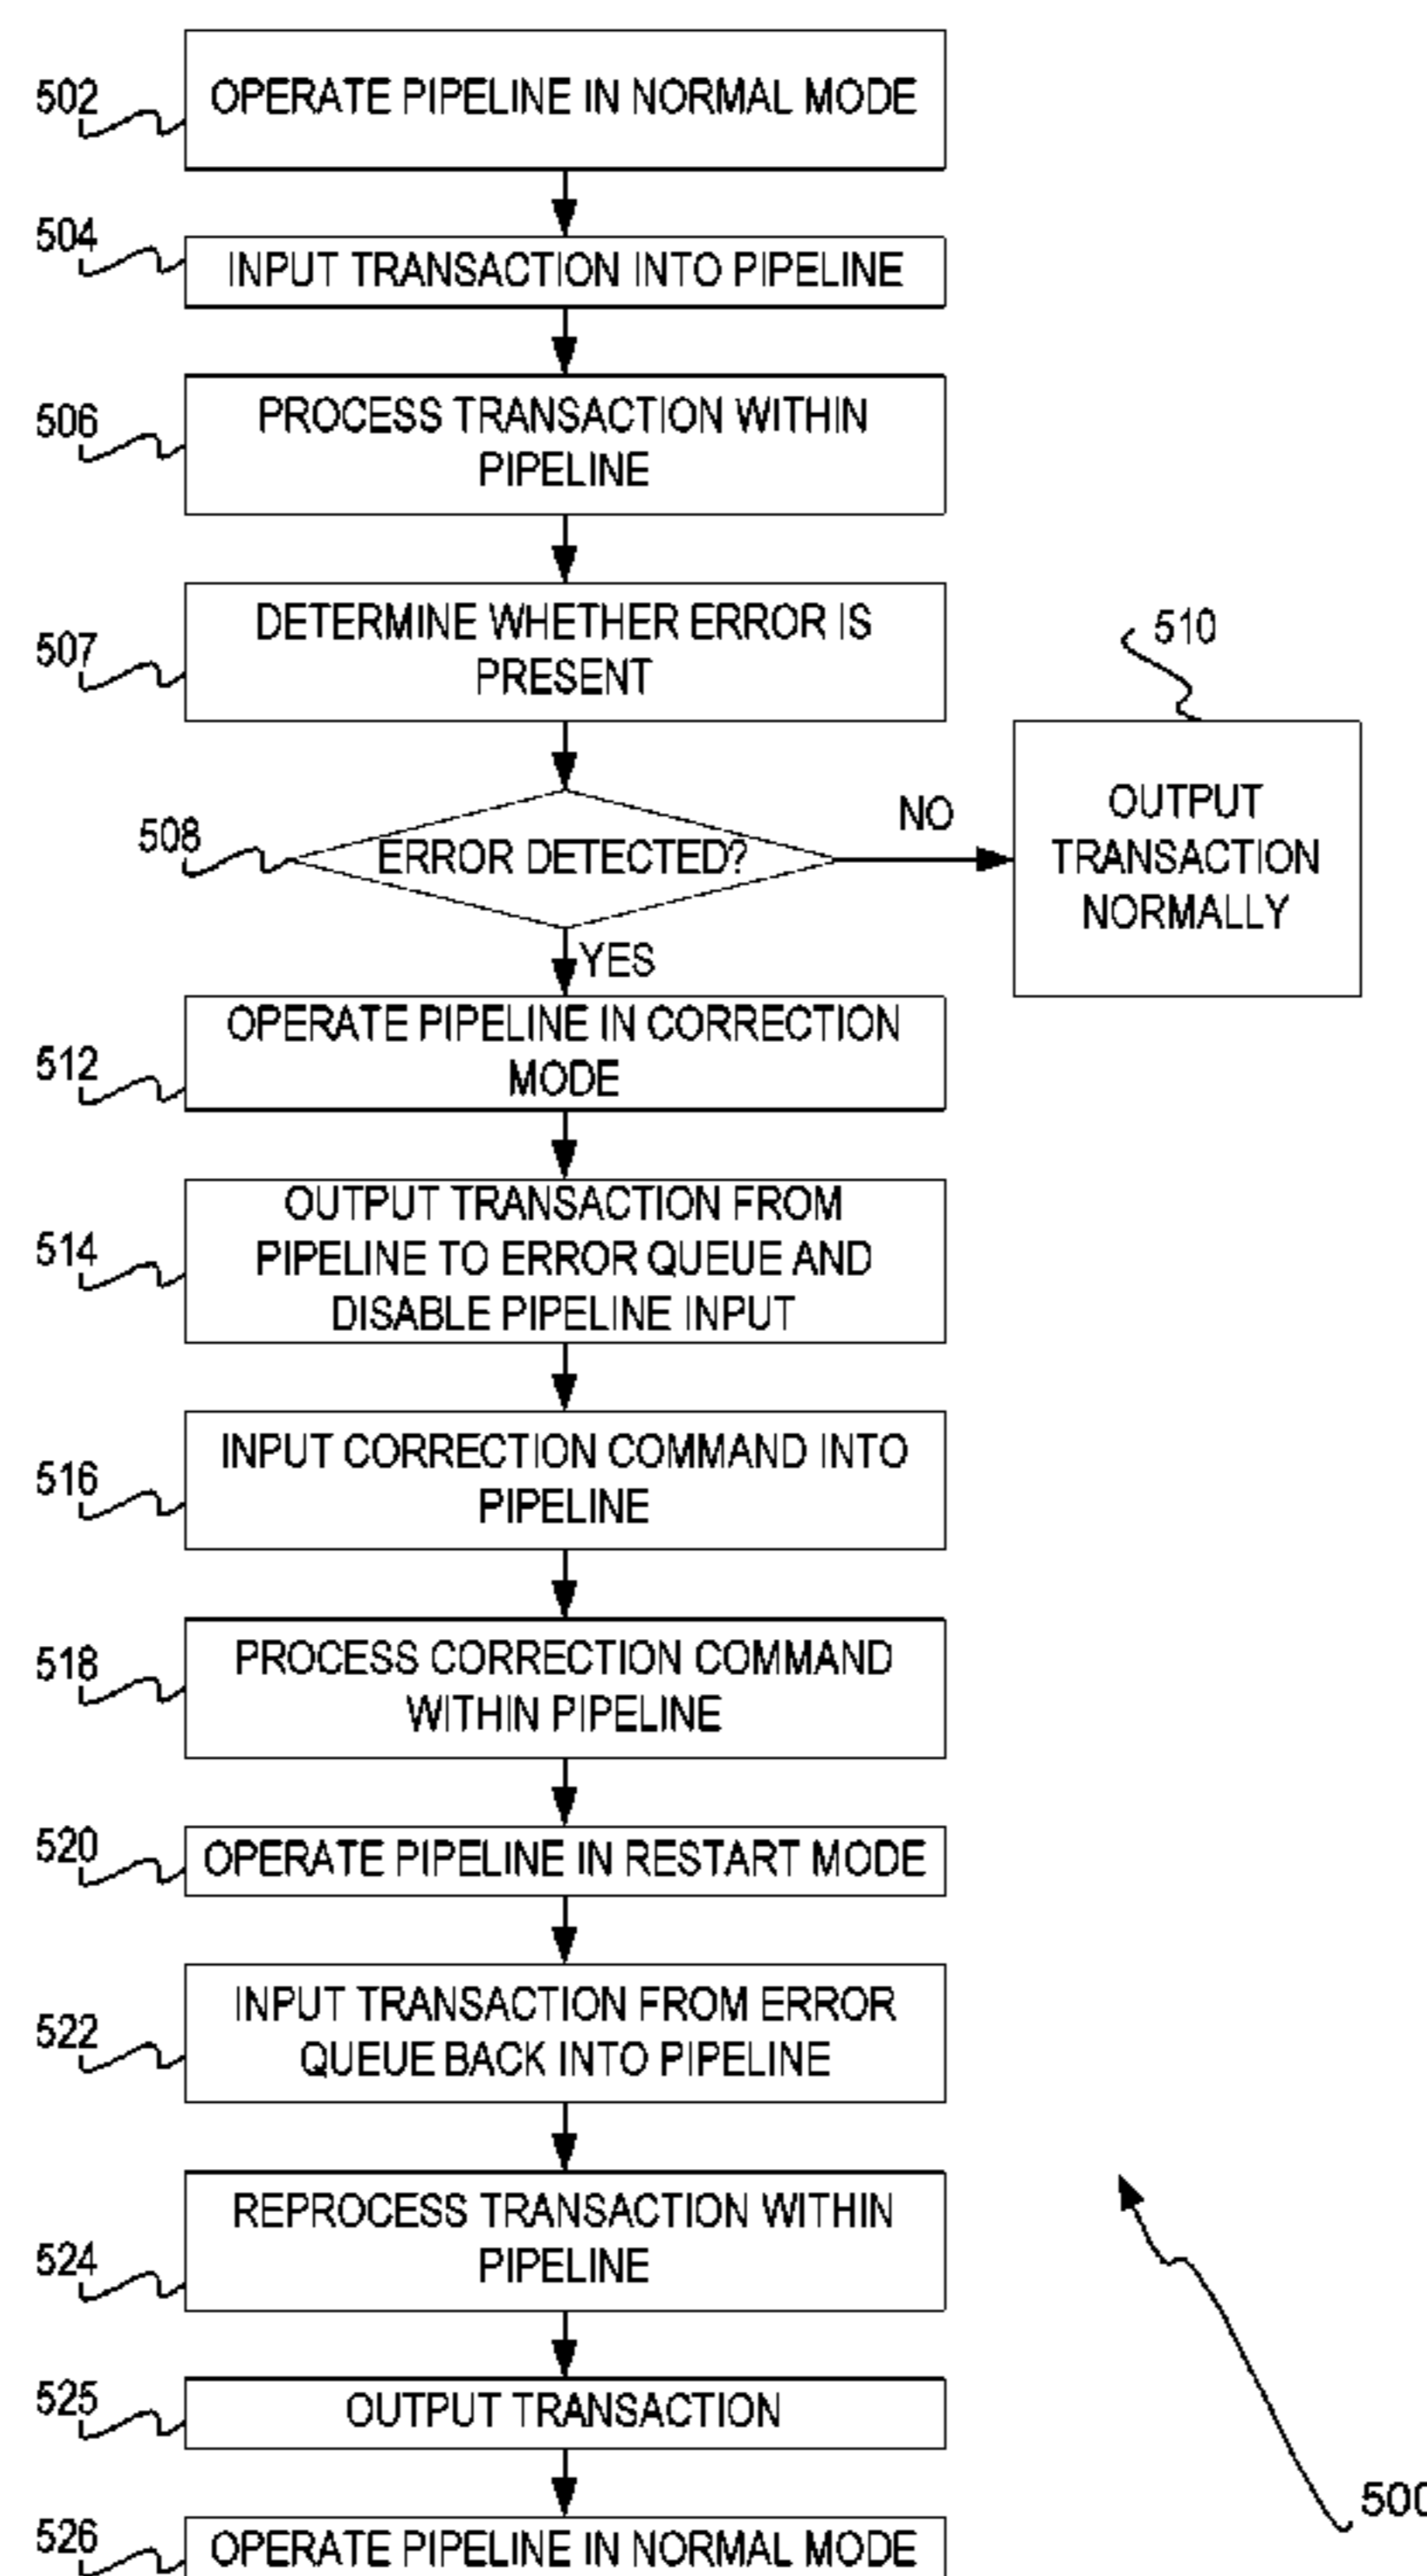 502
OPERATE PIPELINE IN NORMAL MODE
504
INPUT TRANSACTION INTO PIPELINE
506
PROCESS TRANSACTION WITHIN
PIPELINE
507
DETERMINE WHETHER ERROR IS
PRESENT
510
508
ERROR DETECTED?
NO
OUTPUT
TRANSACTION
NORMALLY
YES
512
OPERATE PIPELINE IN CORRECTION
MODE
514
OUTPUT TRANSACTION FROM
PIPELINE TO ERROR QUEUE AND
DISABLE PIPELINE INPUT
516
INPUT CORRECTION COMMAND INTO
PIPELINE
518
PROCESS CORRECTION COMMAND
WITHIN PIPELINE
520
OPERATE PIPELINE IN RESTART MODE
522
INPUT TRANSACTION FROM ERROR
QUEUE BACK INTO PIPELINE
524
REPROCESS TRANSACTION WITHIN
PIPELINE
525
OUTPUT TRANSACTION
500
526
OPERATE PIPELINE IN NORMAL MODE